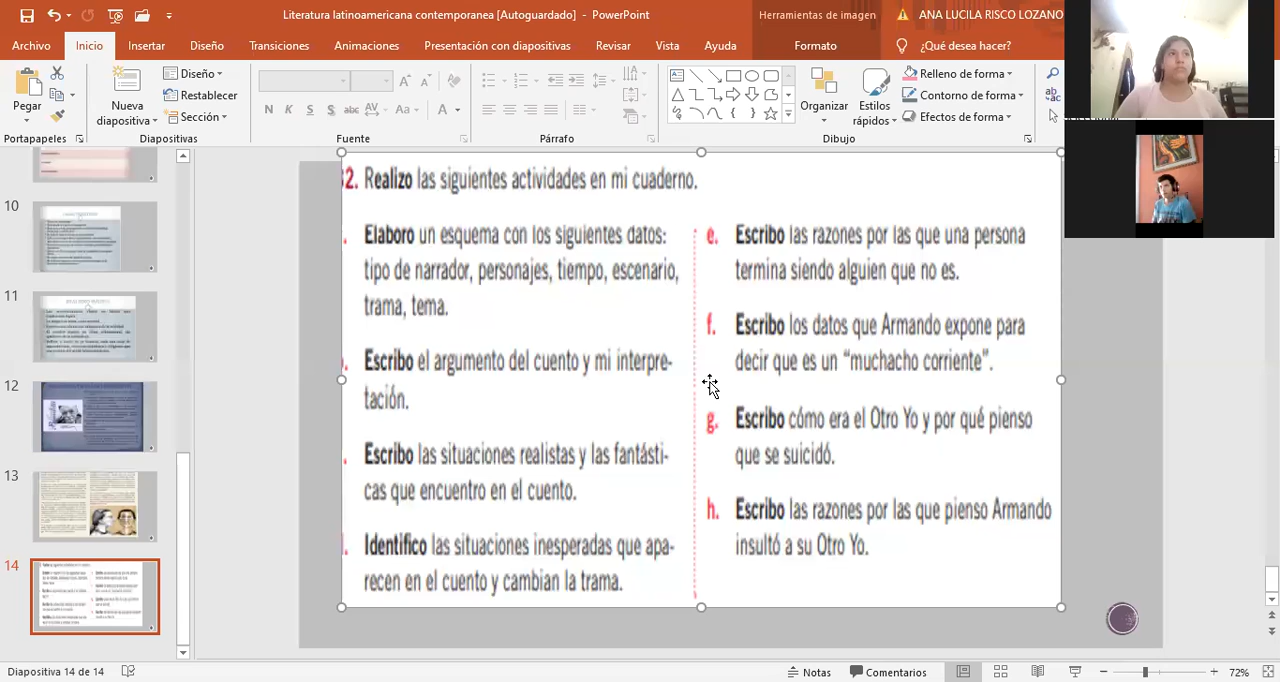 Literatura latinoamericana contemporanea [Autoguardado] - PowerPoint
Herramientas de imagen
ANA LUCILA RISCO LOZANO
Archivo
Inicio
Insertar
Diseño
Transiciones
Animaciones
Presentación con diapositivas
Revisar
Vista
Ayuda
Formato
¿Qué desea hacer?
Pegar
Nueva
diapositiva
Diseño
Restablecer
Sección
N K S S abc AV Aa A
Organizar
Estilos
rápidos
Relleno de forma
Contorno de forma
Efectos de forma
Portapapeles
Diapositivas
Fuente
Párrafo
Dibujo
10
11
12
13
14
2. Realizo las siguientes actividades en mi cuaderno.
Elaboro un esquema con los siguientes datos:
tipo de narrador, personajes, tiempo, escenario,
trama, tema.
Escribo el argumento del cuento y mi interpre-
tación.
Escribo las situaciones realistas y las fantásti-
cas que encuentro en el cuento.
Identifico las situaciones inesperadas que apa-
recen en el cuento y cambian la trama.
e. Escribo las razones por las que una persona
termina siendo alguien que no es.
f. Escribo los datos que Armando expone para
decir que es un “muchacho corriente”.
g. Escribo cómo era el Otro Yo y por qué pienso
que se suicidó.
h. Escribo las razones por las que pienso Armando
insultó a su Otro Yo.
Diapositiva 14 de 14
Notas
Comentarios
72%